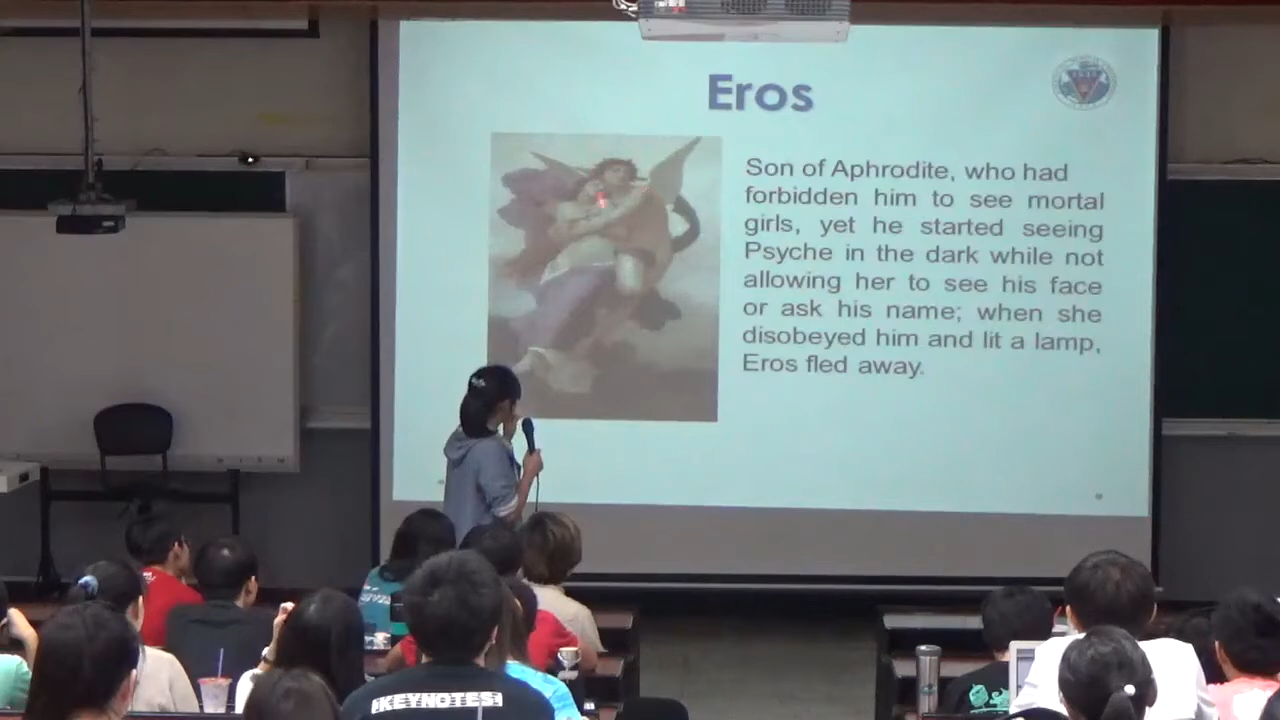 Eros
Son of Aphrodite, who had
forbidden him to see mortal
girls, yet he started seeing
Psyche in the dark while not
allowing her to see his face
or ask his name; when she
disobeyed him and lit a lamp,
Eros fled away.
!KEYNOTES!